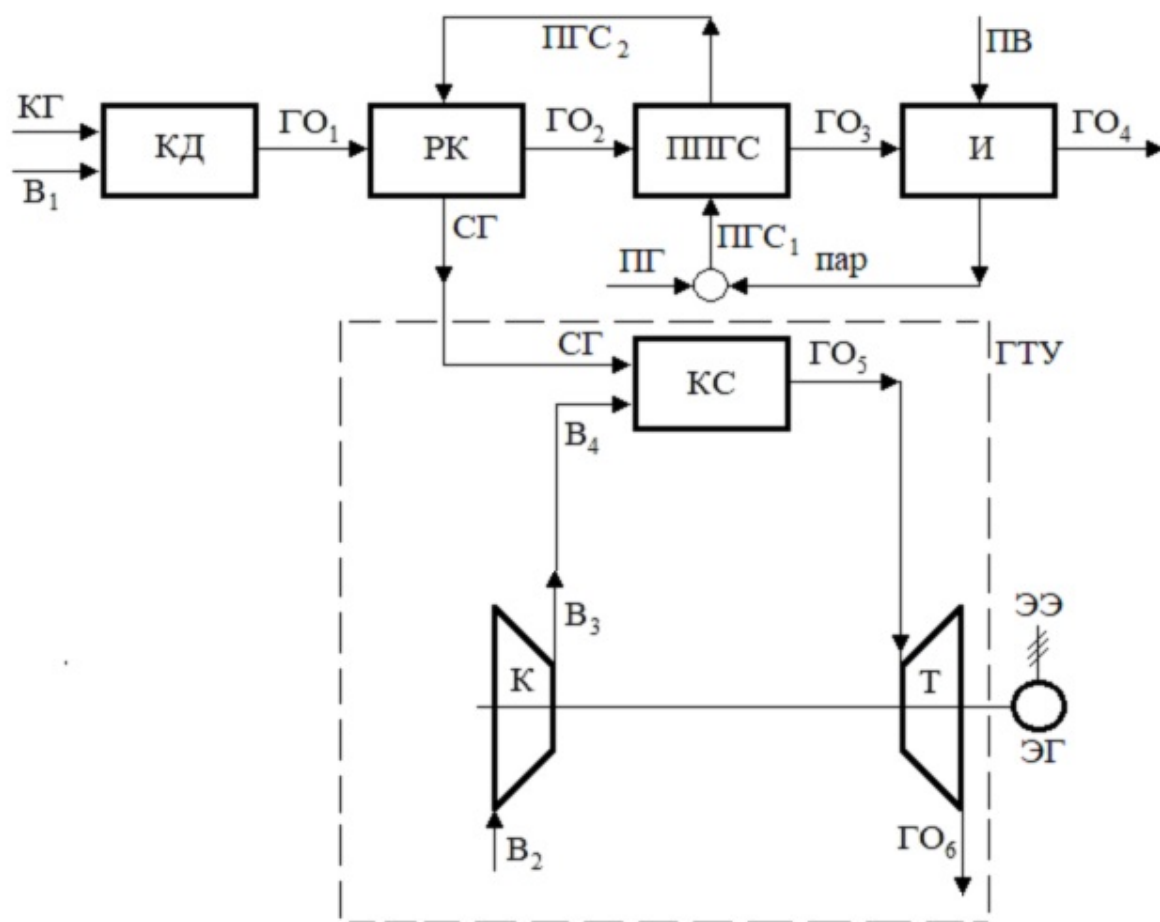 ПГС₂
ПВ
КГ
ГО₁
ГО₂
ГО₃
ГО₄
КД
РК
ППГС
И
В₁
СГ
ПГС₁
ПГ
пар
СГ
ГО₅
ГТУ
КС
В₄
В₃
ЭЭ
К
Т
ЭГ
В₂
ГО₆